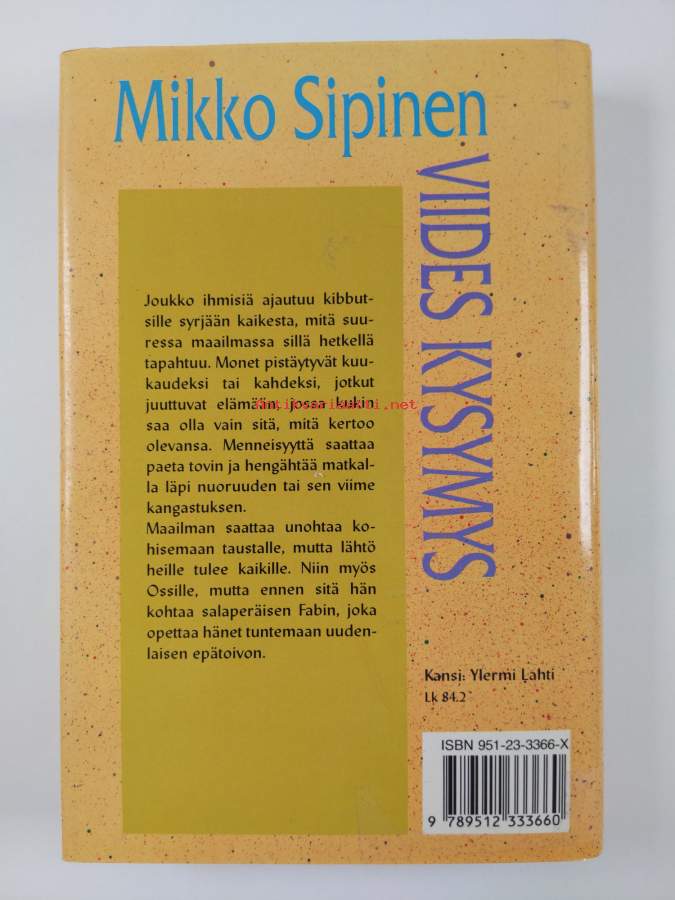 Mikko Sipinen
VIIDES KYSYMYS
Joukko ihmisiä ajautuu kibbut-
sille syrjään kaikesta, mitä suu-
ressa maailmassa sillä hetkellä
tapahtuu. Monet pistäytyvät kuu-
kaudeksi tai kahdeksi, jotkut
juuttuvat elämään, jossa kukin
saa olla vain sitä, mitä kertoo
olevansa. Menneisyyttä saattaa
paeta tovin ja hengähtää matkal-
la läpi nuoruuden tai sen viime
kangastuksen.
Maailman saattaa unohtaa ko-
hisemaan taustalle, mutta lähtö
heille tulee kaikille. Niin myös
Ossille, mutta ennen sitä hän
kohtaa salaperäisen Fabin, joka
opettaa hänet tuntemaan uuden-
laisen epätoivon.
Antikvariaatti.net
Kansi: Ylermi Lahti
Lk 84.2
ISBN 951-23-3366-X
9 789512 333660